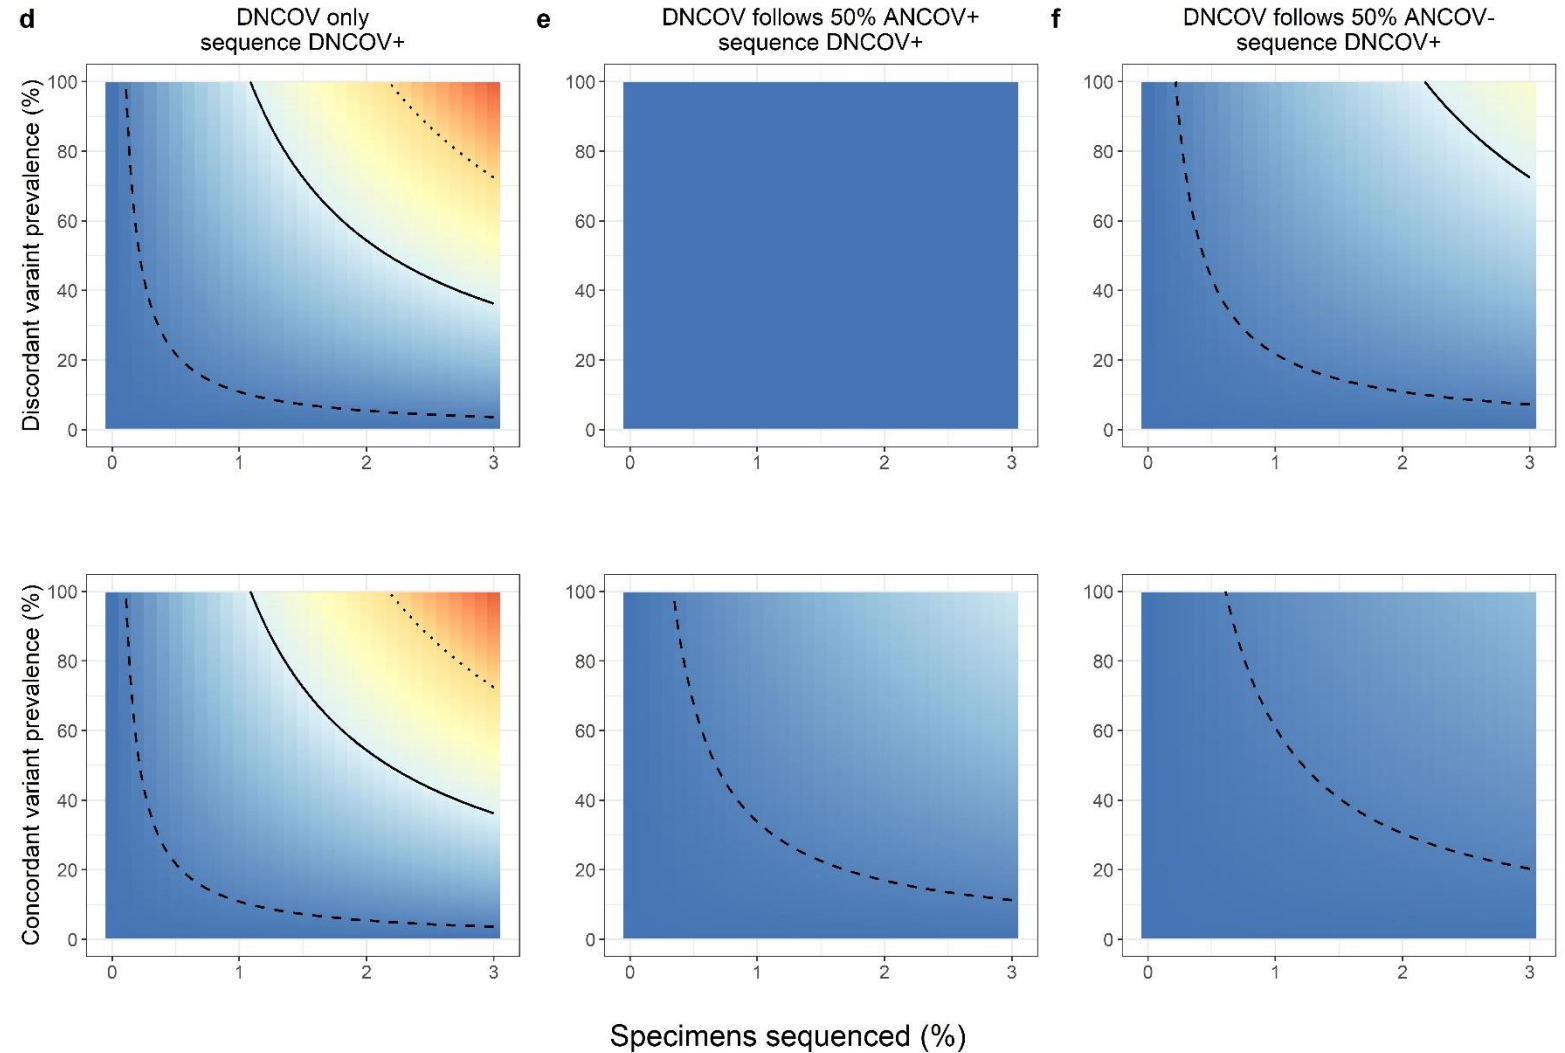 d
DNCOV only
sequence DNCOV+
e
DNCOV follows 50% ANCOV+
sequence DNCOV+
f
DNCOV follows 50% ANCOV-
sequence DNCOV+
Discordant varaint prevalence (%)
100
80
60
40
20
0
0 1 2 3
100
80
60
40
20
0
0 1 2 3
100
80
60
40
20
0
0 1 2 3
Concordant variant prevalence (%)
100
80
60
40
20
0
0 1 2 3
100
80
60
40
20
0
0 1 2 3
100
80
60
40
20
0
0 1 2 3
Specimens sequenced (%)